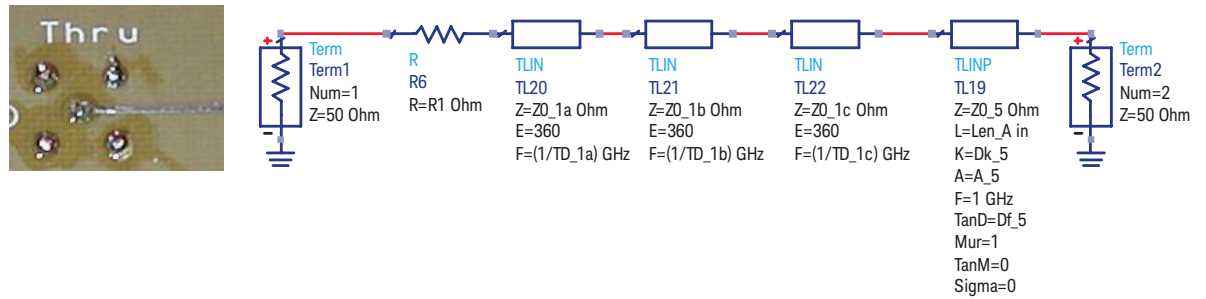 Thru
+
Term
Term1
Num=1
Z=50 Ohm
-
R
R6
R=R1 Ohm
TLIN
TL20
Z=Z0_1a Ohm
E=360
F=(1/TD_1a) GHz
TLIN
TL21
Z=Z0_1b Ohm
E=360
F=(1/TD_1b) GHz
TLIN
TL22
Z=Z0_1c Ohm
E=360
F=(1/TD_1c) GHz
TLINP
TL19
Z=Z0_5 Ohm
L=Len_A in
K=Dk_5
A=A_5
F=1 GHz
TanD=Df_5
Mur=1
TanM=0
Sigma=0
+
Term
Term2
Num=2
Z=50 Ohm
-